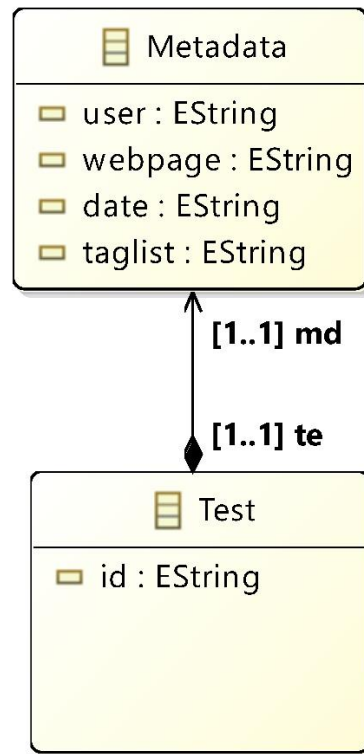 Metadata
user : EString
webpage : EString
date : EString
taglist : EString
[1..1] md
[1..1] te
Test
id : EString